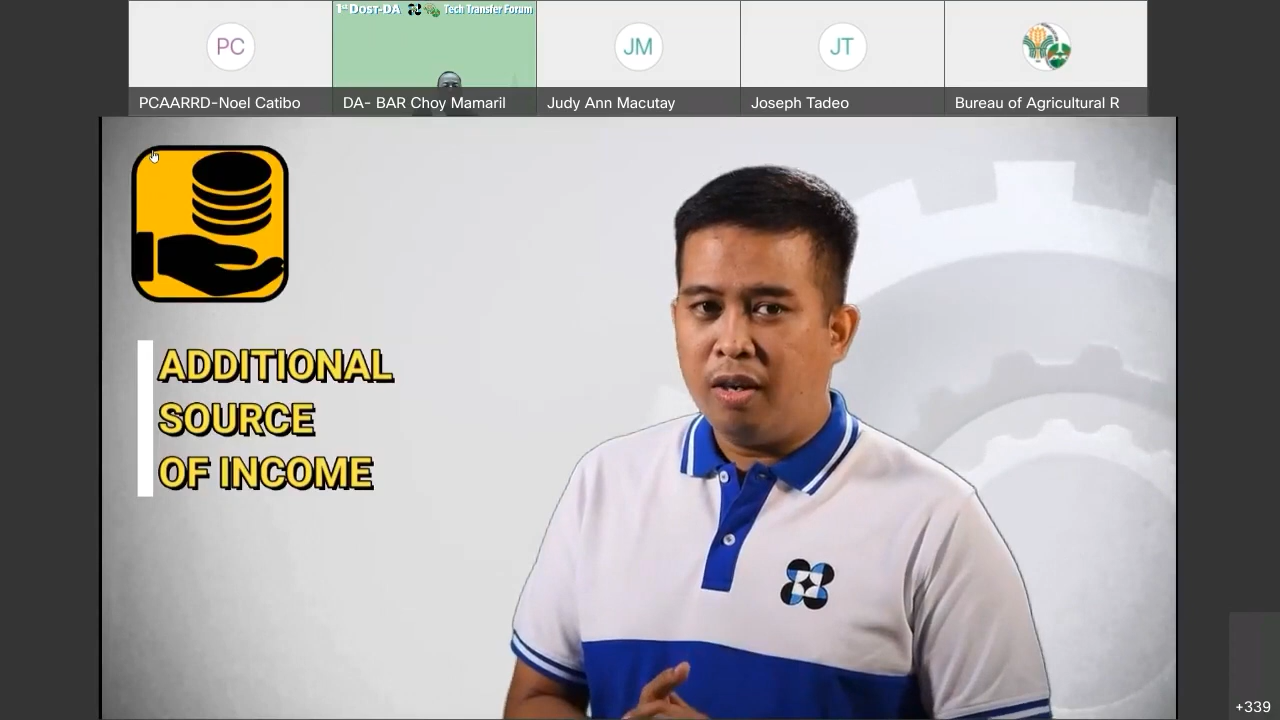 1st DOST-DA Tech Transfer Forum
PC
JM
JT
PCAARRD-Noel Catibo
DA- BAR Choy Mamaril
Judy Ann Macutay
Joseph Tadeo
Bureau of Agricultural R
ADDITIONAL
SOURCE
OF INCOME
+339